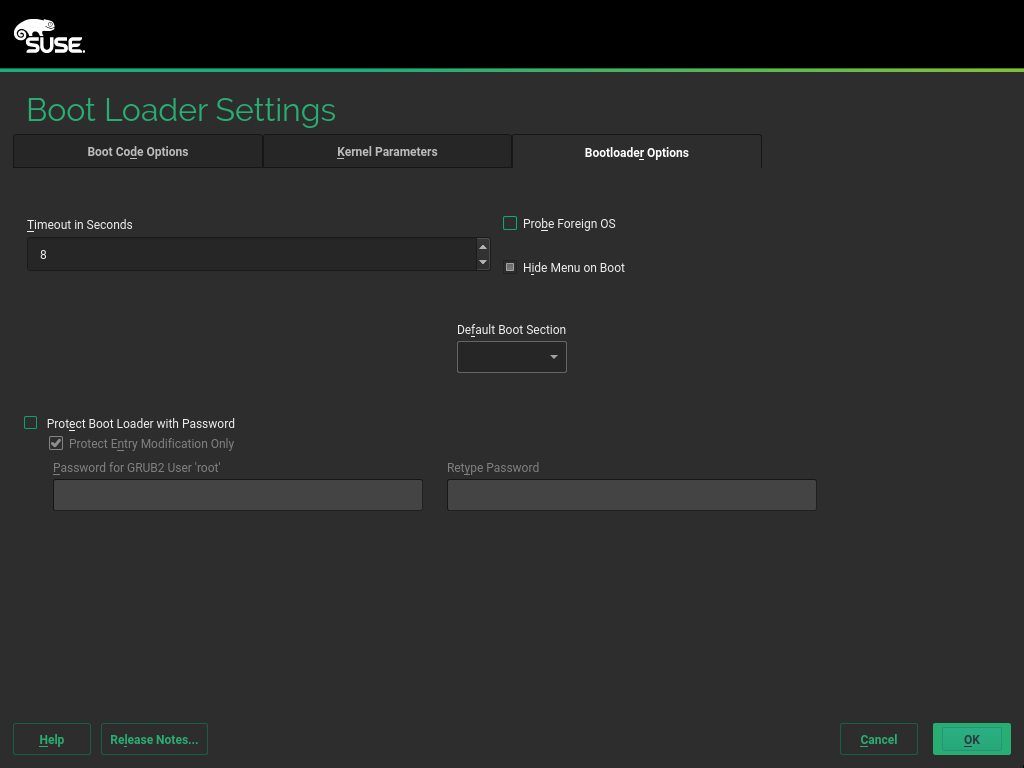 SUSE.
Boot Loader Settings
Boot Code Options Kernel Parameters Bootloader Options
Timeout in Seconds
8
Probe Foreign OS
Hide Menu on Boot
Default Boot Section
Protect Boot Loader with Password
Protect Entry Modification Only
Password for GRUB2 User 'root' Retype Password
Help Release Notes... Cancel OK